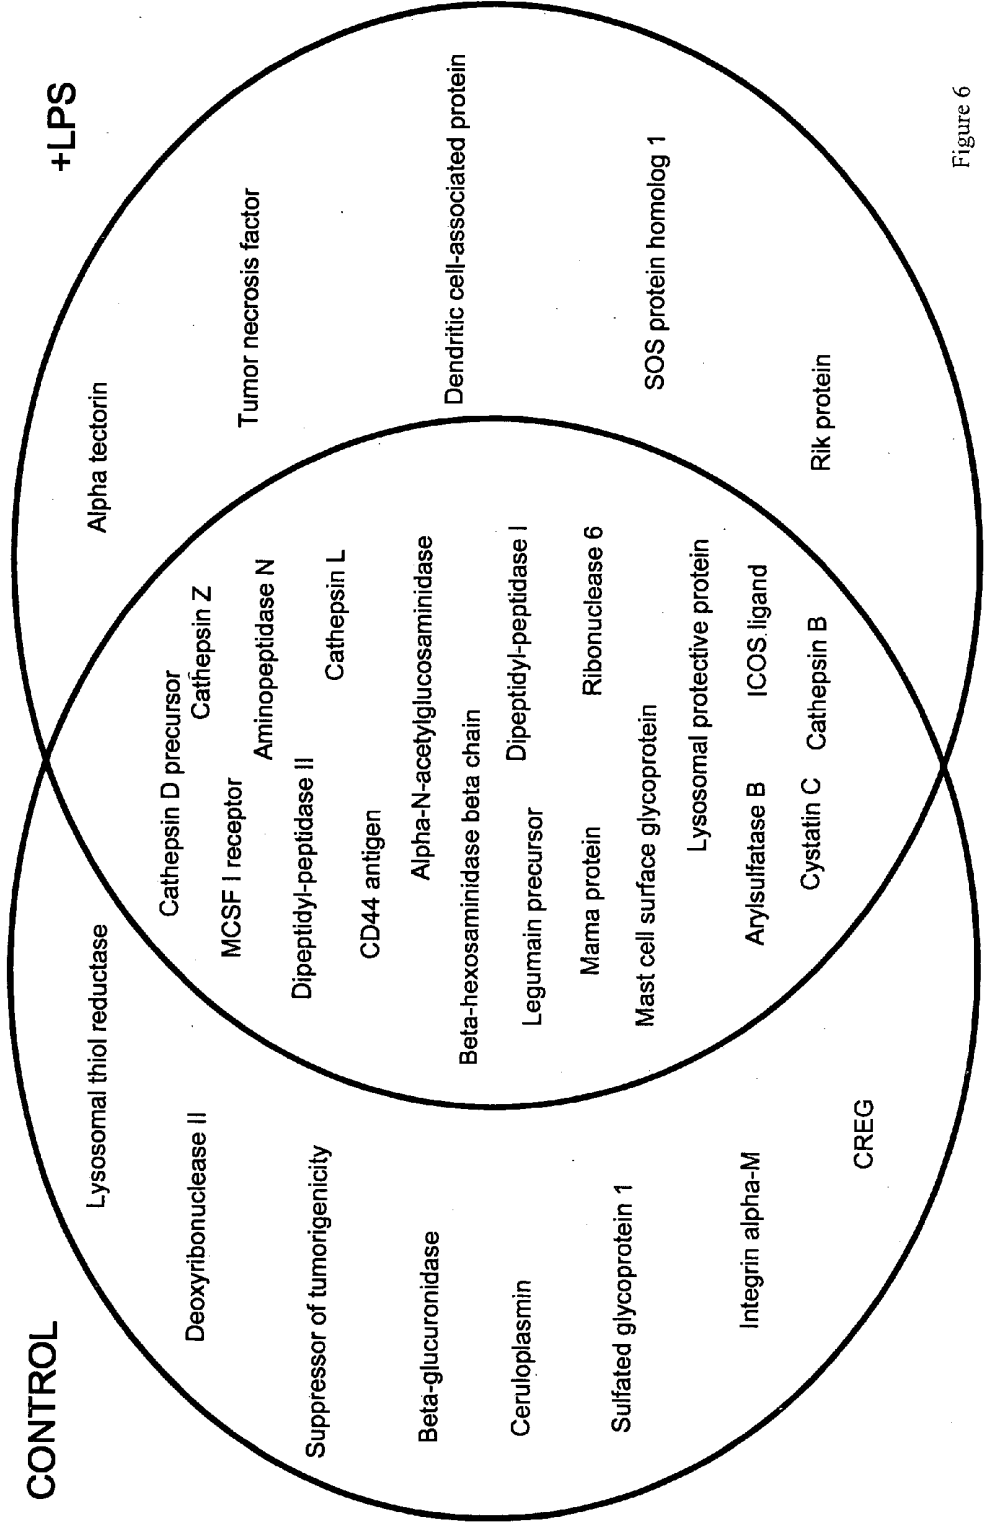 CONTROL
+LPS
Lysosomal thiol reductase
Deoxyribonuclease II
Suppressor of tumorigenicity
Beta-glucuronidase
Ceruloplasmin
Sulfated glycoprotein 1
Integrin alpha-M
CREG
Cathepsin D precursor
Cathepsin Z
MCSF I receptor
Aminopeptidase N
Dipeptidyl-peptidase II
Cathepsin L
CD44 antigen
Alpha-N-acetylglucosaminidase
Beta-hexosaminidase beta chain
Dipeptidyl-peptidase I
Legumain precursor
Ribonuclease 6
Mama protein
Mast cell surface glycoprotein
Lysosomal protective protein
Arylsulfatase B
ICOS ligand
Cystatin C
Cathepsin B
Alpha tectorin
Tumor necrosis factor
Dendritic cell-associated protein
SOS protein homolog 1
Rik protein
Figure 6